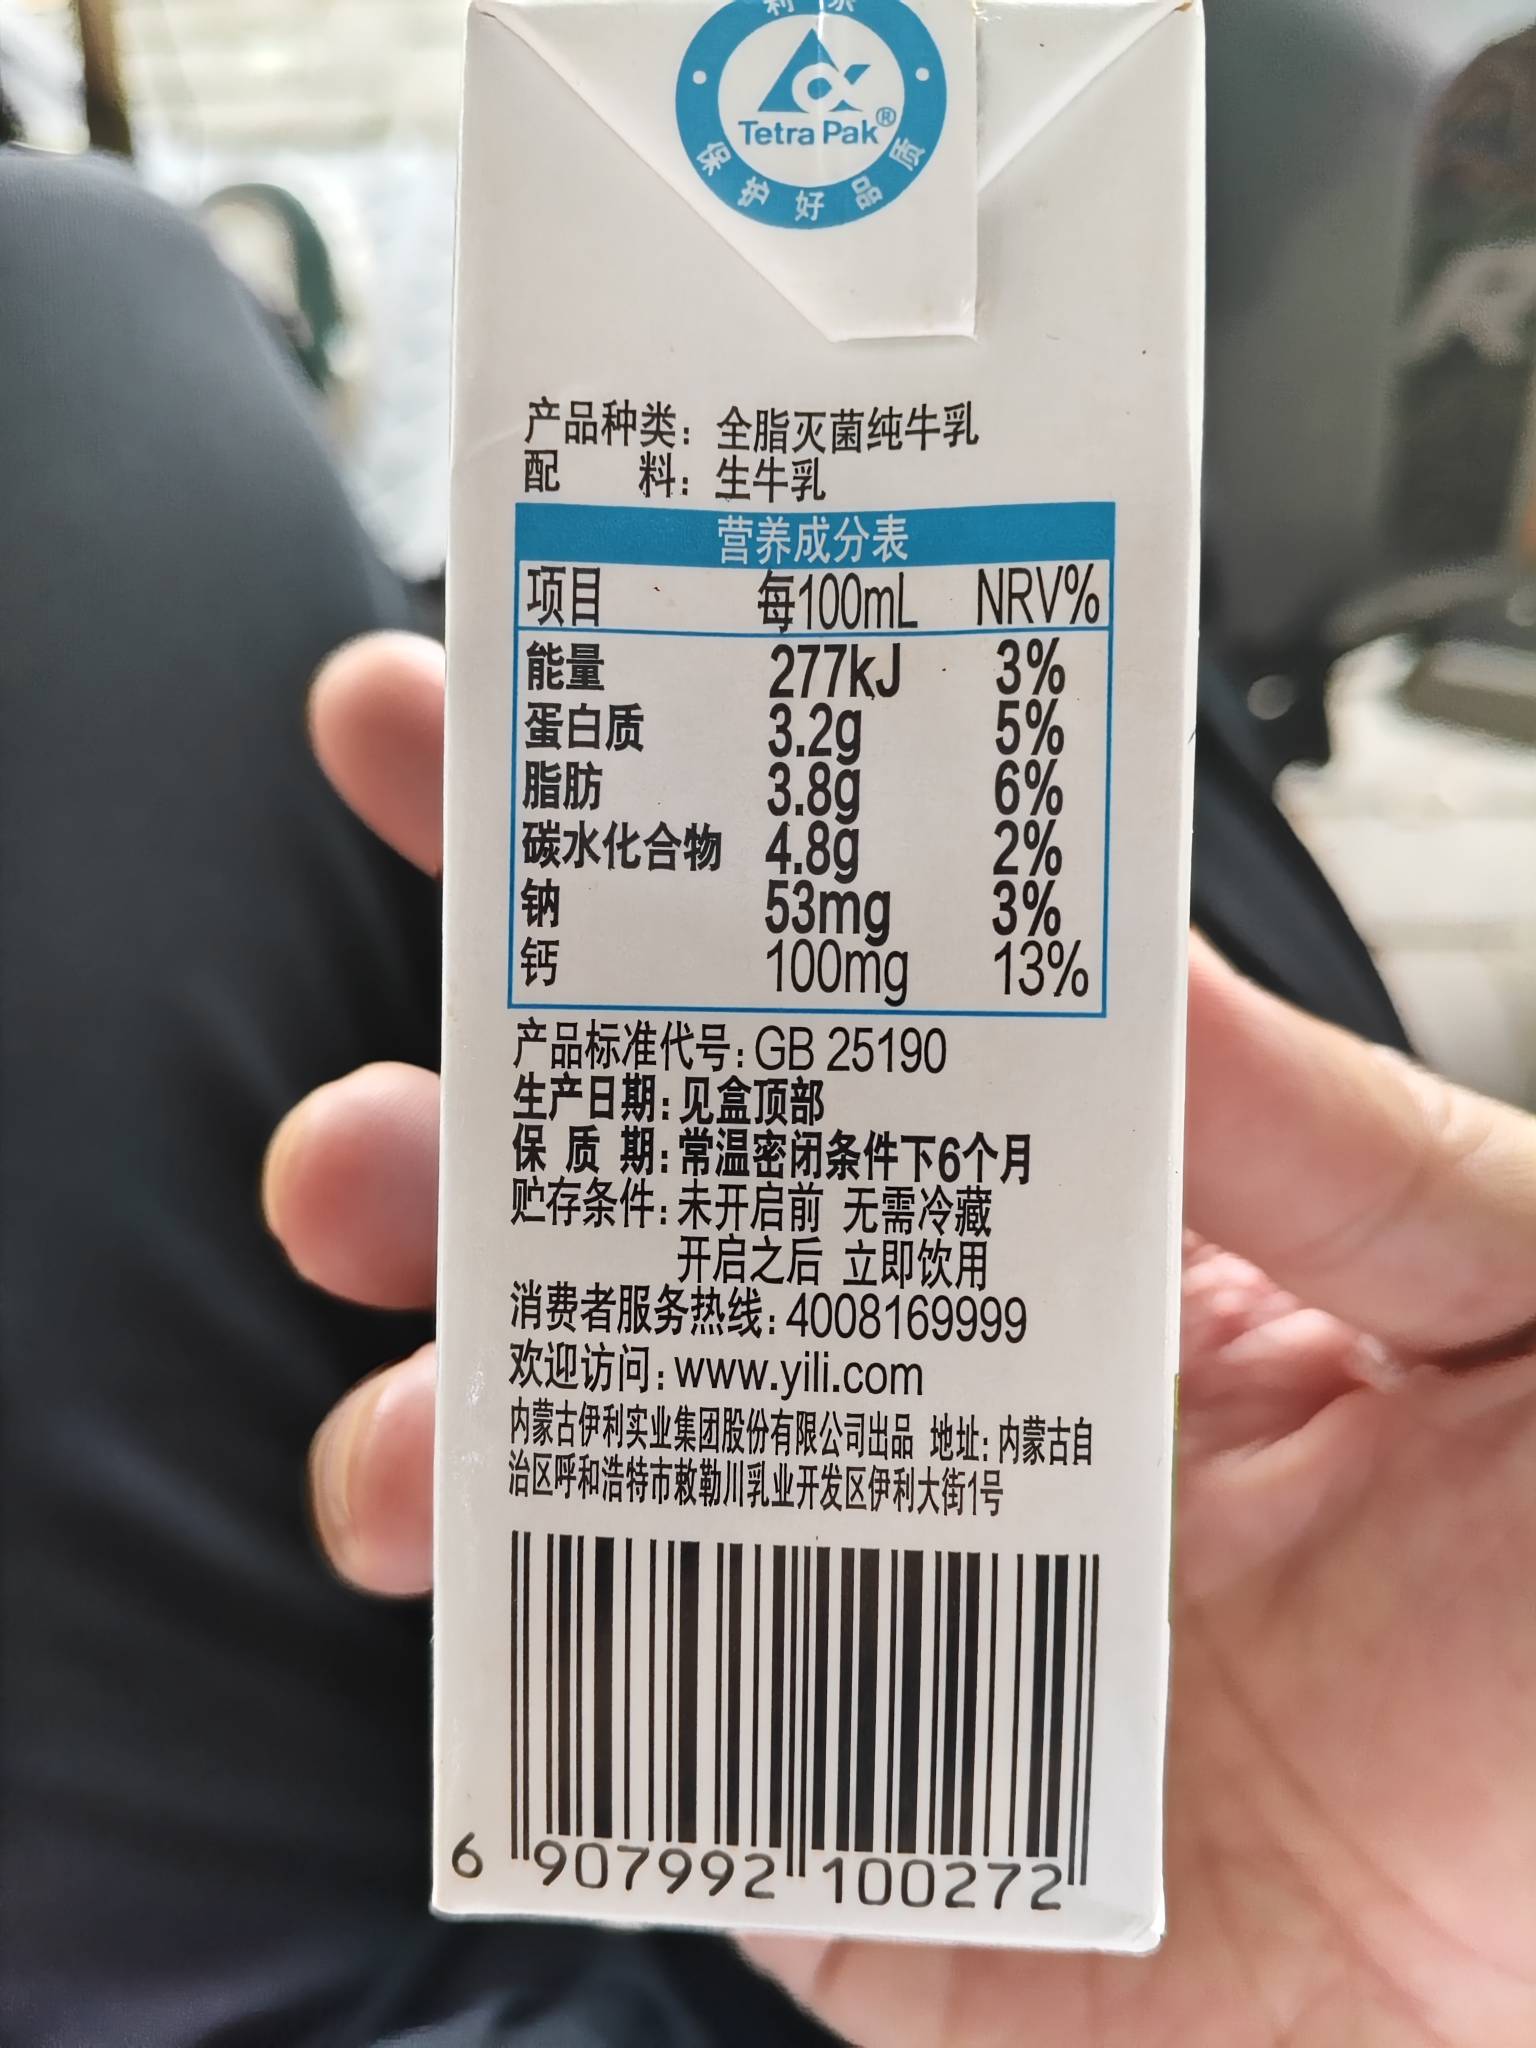 利 乐
Tetra Pak®
保护好品质
产品种类：全脂灭菌纯牛乳
配 料：生牛乳
营养成分表
项目 每100mL NRV%
能量 277kJ 3%
蛋白质 3.2g 5%
脂肪 3.8g 6%
碳水化合物 4.8g 2%
钠 53mg 3%
钙 100mg 13%
产品标准代号：GB 25190
生产日期：见盒顶部
保 质 期：常温密闭条件下6个月
贮存条件：未开启前 无需冷藏
开启之后 立即饮用
消费者服务热线：4008169999
欢迎访问：www.yili.com
内蒙古伊利实业集团股份有限公司出品 地址：内蒙古自
治区呼和浩特市敕勒川乳业开发区伊利大街1号
6 907992 100272